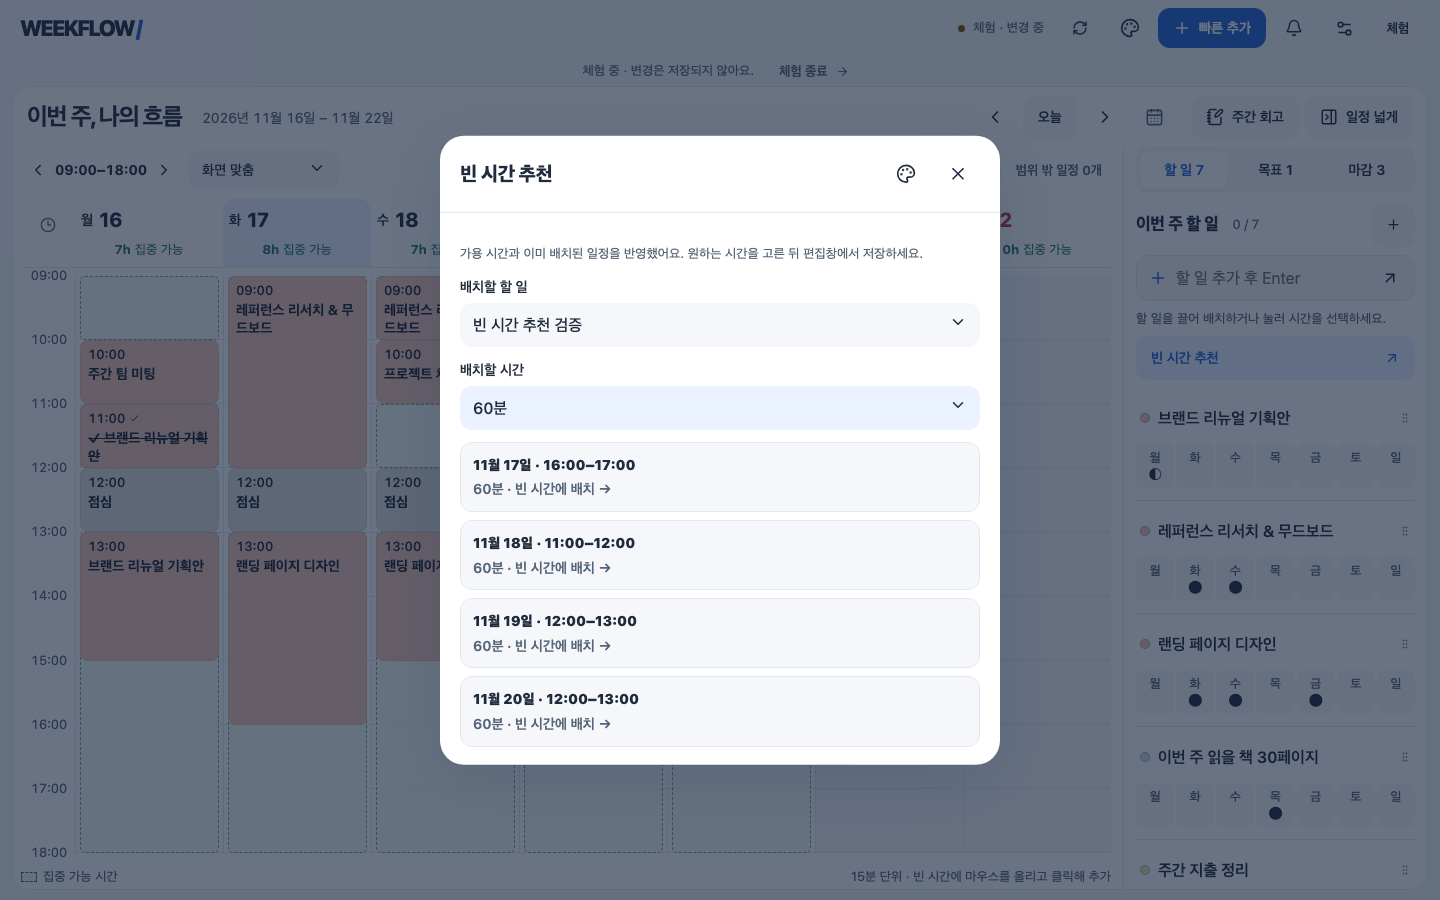 WEEKFLOW/
체험 · 변경 중
빠른 추가
체험
체험 중 · 변경은 저장되지 않아요.
체험 종료 →
이번 주, 나의 흐름
2026년 11월 16일 – 11월 22일
오늘
주간 회고
일정 넓게
09:00–18:00
화면 맞춤
범위 밖 일정 0개
월 16
7h 집중 가능
화 17
8h 집중 가능
수 18
2
0h 집중 가능
09:00
10:00
11:00
12:00
13:00
14:00
15:00
16:00
17:00
18:00
10:00
주간 팀 미팅
11:00 ✓
✓ 브랜드 리뉴얼 기획
안
12:00
점심
13:00
브랜드 리뉴얼 기획안
09:00
레퍼런스 리서치 & 무
드보드
12:00
점심
13:00
랜딩 페이지 디자인
09:00
레퍼런스
드보드
10:00
프로젝트
12:00
점심
13:00
랜딩
집중 가능 시간
15분 단위 · 빈 시간에 마우스를 올리고 클릭해 추가
빈 시간 추천
가용 시간과 이미 배치된 일정을 반영했어요. 원하는 시간을 고른 뒤 편집창에서 저장하세요.
배치할 할 일
빈 시간 추천 검증
배치할 시간
60분
11월 17일 · 16:00–17:00
60분 · 빈 시간에 배치 →
11월 18일 · 11:00–12:00
60분 · 빈 시간에 배치 →
11월 19일 · 12:00–13:00
60분 · 빈 시간에 배치 →
11월 20일 · 12:00–13:00
60분 · 빈 시간에 배치 →
할 일 7
목표 1
마감 3
이번 주 할 일
0 / 7
+ 할 일 추가 후 Enter
할 일을 끌어 배치하거나 눌러 시간을 선택하세요.
빈 시간 추천
브랜드 리뉴얼 기획안
월 화 수 목 금 토 일
레퍼런스 리서치 & 무드보드
월 화 수 목 금 토 일
랜딩 페이지 디자인
월 화 수 목 금 토 일
이번 주 읽을 책 30페이지
월 화 수 목 금 토 일
주간 지출 정리